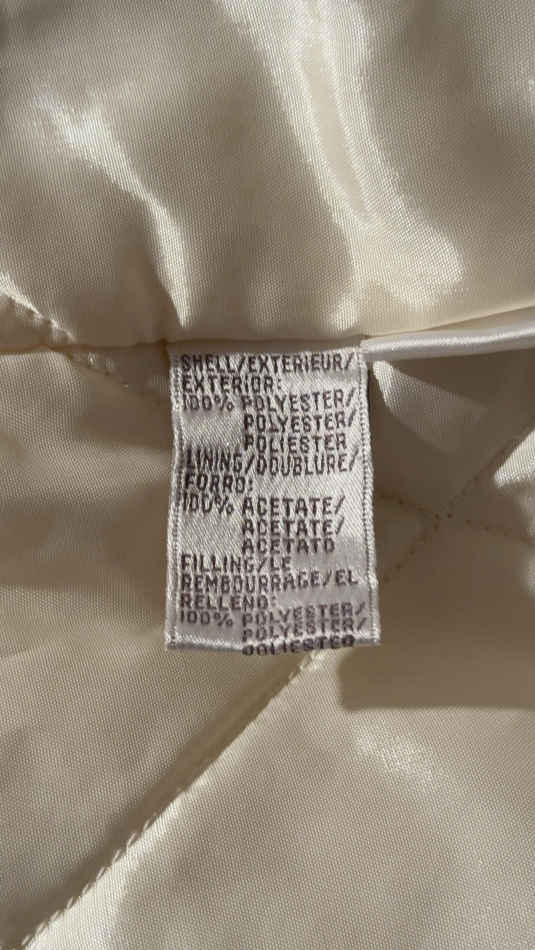 SHELL/EXTERIEUR/
EXTERIOR:
100% POLYESTER/
POLYESTER/
POLIESTER
LINING/DOUBLURE/
FORRO:
100% ACETATE/
ACETATE/
ACETATO
FILLING/LE
REMBOURRAGE/EL
RELLENO:
100% POLYESTER/
POLYESTER/
POLIESTER